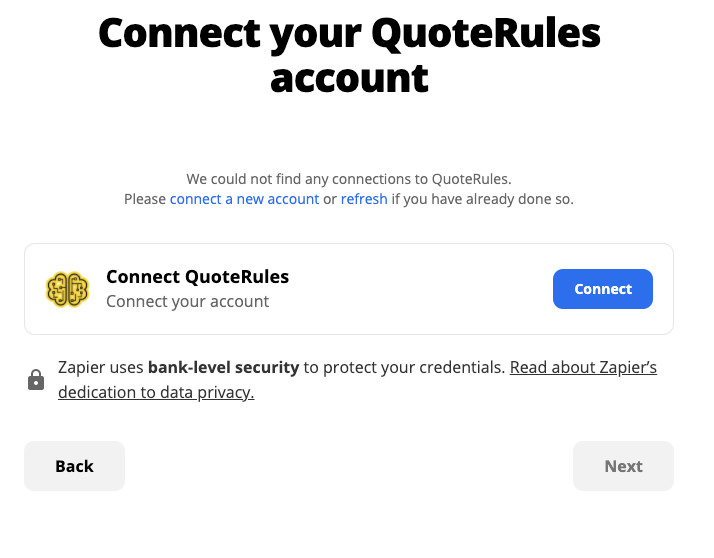 Connect your QuoteRules
account
We could not find any connections to QuoteRules.
Please connect a new account or refresh if you have already done so.
Connect QuoteRules
Connect your account
Connect
Zapier uses bank-level security to protect your credentials. Read about Zapier’s
dedication to data privacy.
Back
Next